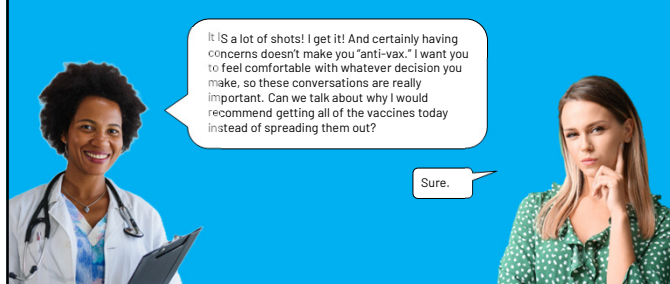 It IS a lot of shots! I get it! And certainly having
concerns doesn't make you "anti-vax." I want you
to feel comfortable with whatever decision you
make, so these conversations are really
important. Can we talk about why I would
recommend getting all of the vaccines today
instead of spreading them out?
Sure.